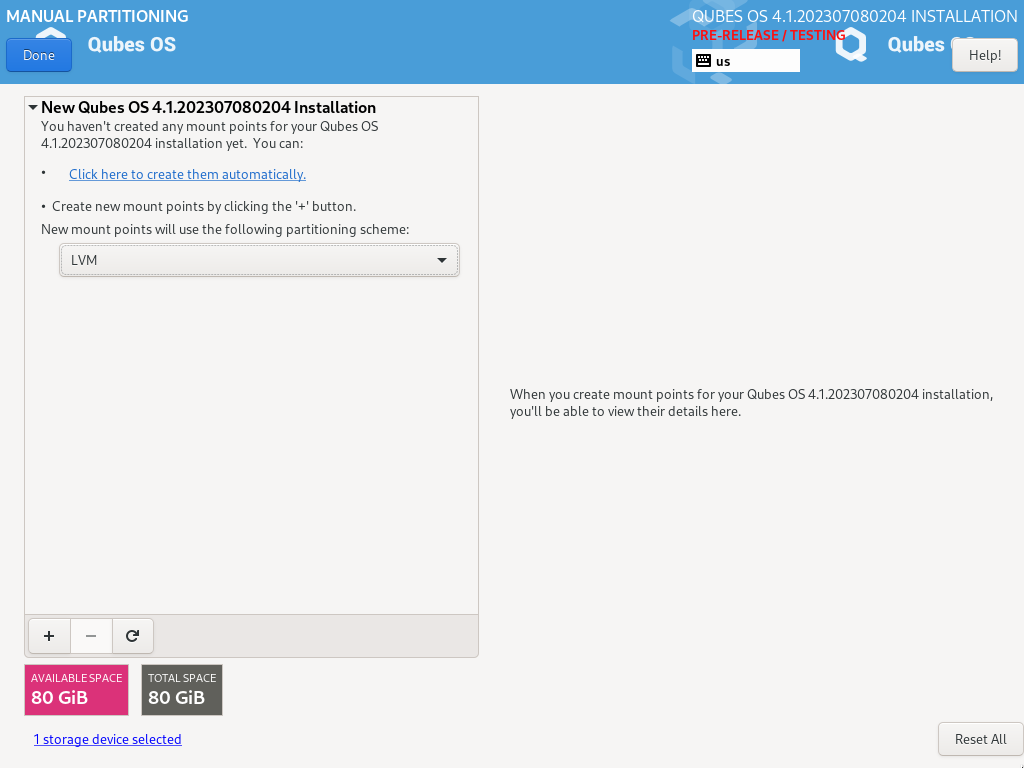 MANUAL PARTITIONING
QUBES OS 4.1.202307080204 INSTALLATION
PRE-RELEASE / TESTING
Done
Qubes OS
us
Qubes
Help!
New Qubes OS 4.1.202307080204 Installation
You haven't created any mount points for your Qubes OS
4.1.202307080204 installation yet.  You can:
• Click here to create them automatically.
• Create new mount points by clicking the '+' button.
New mount points will use the following partitioning scheme:
LVM
When you create mount points for your Qubes OS 4.1.202307080204 installation,
you'll be able to view their details here.
+ −
AVAILABLE SPACE
80 GiB
TOTAL SPACE
80 GiB
1 storage device selected
Reset All